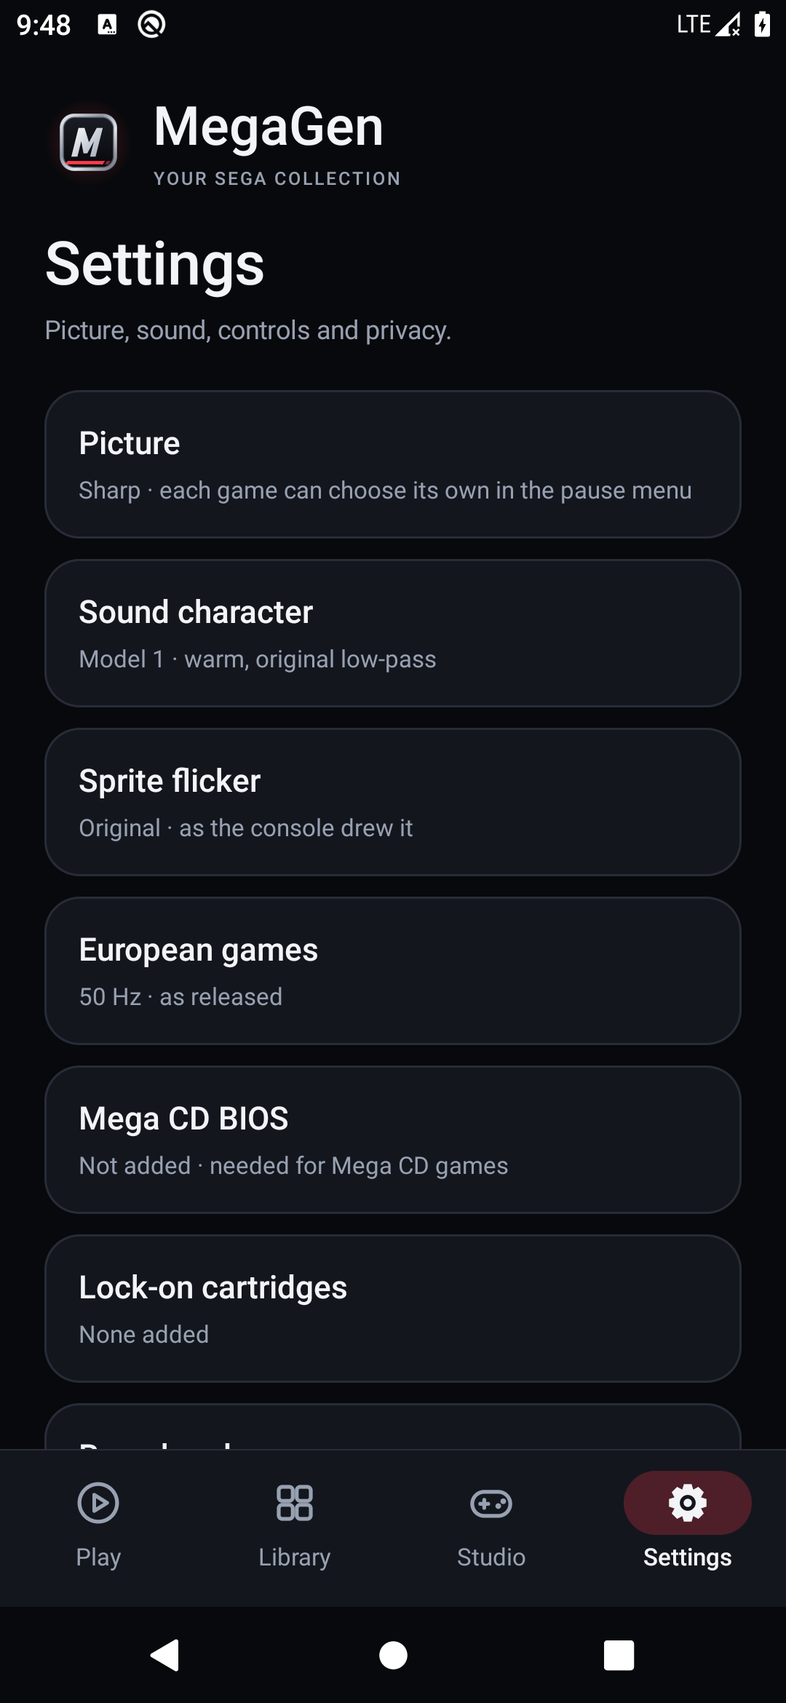 9:48
LTE
MegaGen
YOUR SEGA COLLECTION
Settings
Picture, sound, controls and privacy.
Picture
Sharp · each game can choose its own in the pause menu
Sound character
Model 1 · warm, original low-pass
Sprite flicker
Original · as the console drew it
European games
50 Hz · as released
Mega CD BIOS
Not added · needed for Mega CD games
Lock-on cartridges
None added
Play
Library
Studio
Settings